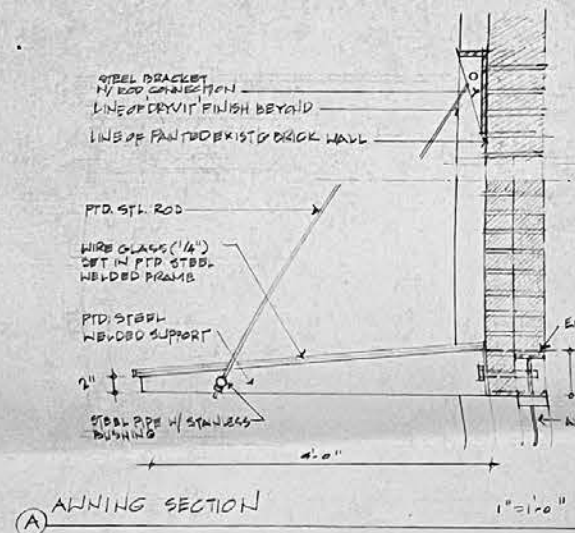 STEEL BRACKET
W/ ROD CONNECTION
LINE OF 'DRYVIT' FINISH BEYOND
LINE OF PANTED EXIST'G BRICK WALL
PTD. STL. ROD
WIRE GLASS (1/4")
SET IN PTD. STEEL
WELDED FRAME
PTD. STEEL
WELDED SUPPORT
2"
STEEL PIPE W/ STANLESS
BUSHING
4'-0"
A
AWNING SECTION
1"=1'-0"